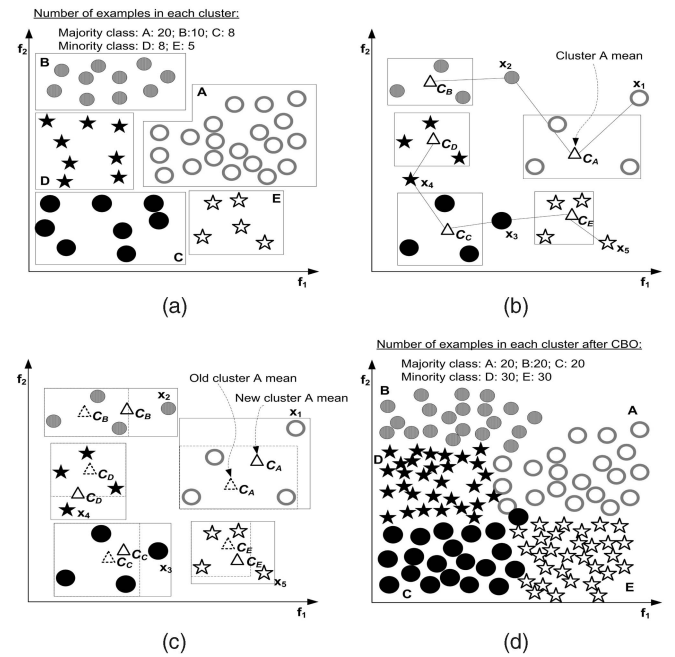 Number of examples in each cluster:
Majority class: A: 20; B:10; C: 8
Minority class: D: 8; E: 5
f2
B
A
D
E
C
f1
(a)
f2
x2
Cluster A mean
x1
CB
CD
CA
x4
CC
x3
CE
x5
f1
(b)
f2
Old cluster A mean
New cluster A mean
x2
x1
CB
CB
CA
CA
CD
CD
x4
CC
CC
x3
CE
CE
x5
f1
(c)
Number of examples in each cluster after CBO:
Majority class: A: 20; B:20; C: 20
Minority class: D: 30; E: 30
f2
B
A
D
C
E
f1
(d)